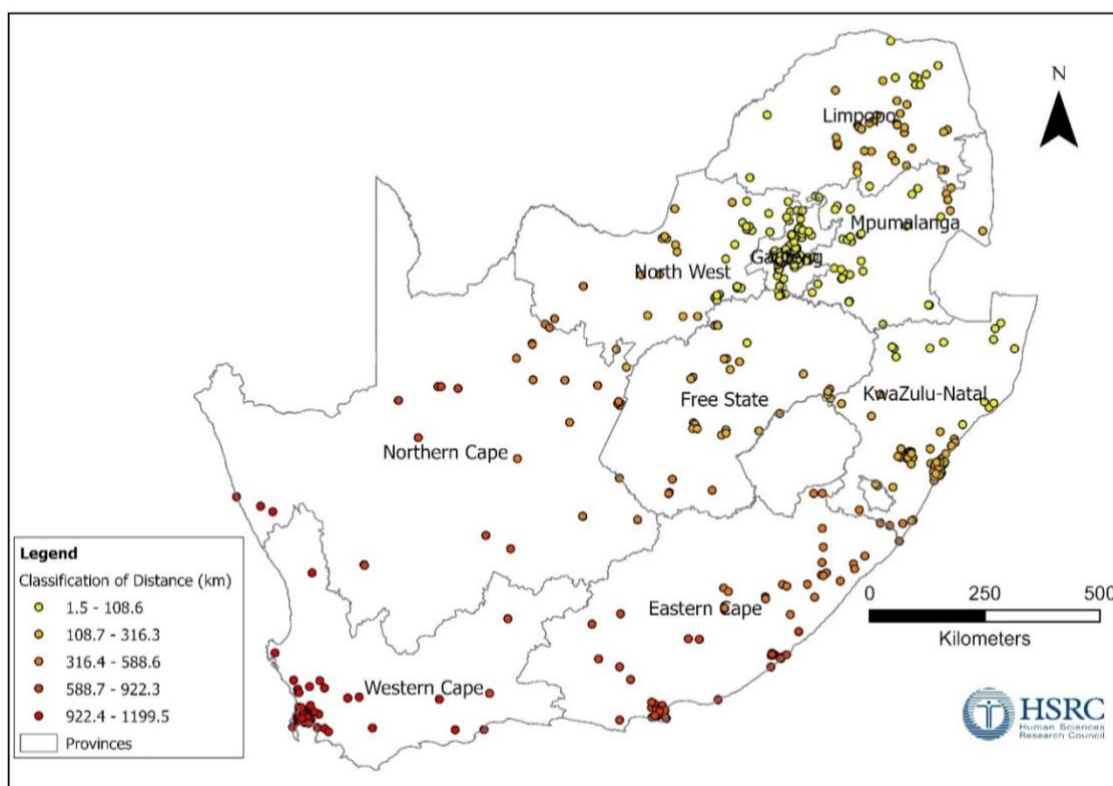 N
Limpopo
Mpumalanga
Gauteng
North West
KwaZulu-Natal
Free State
Northern Cape
Eastern Cape
Western Cape
0 250 500
Kilometers
Legend
Classification of Distance (km)
1.5 - 108.6
108.7 - 316.3
316.4 - 588.6
588.7 - 922.3
922.4 - 1199.5
Provinces
HSRC
Human Sciences
Research Council